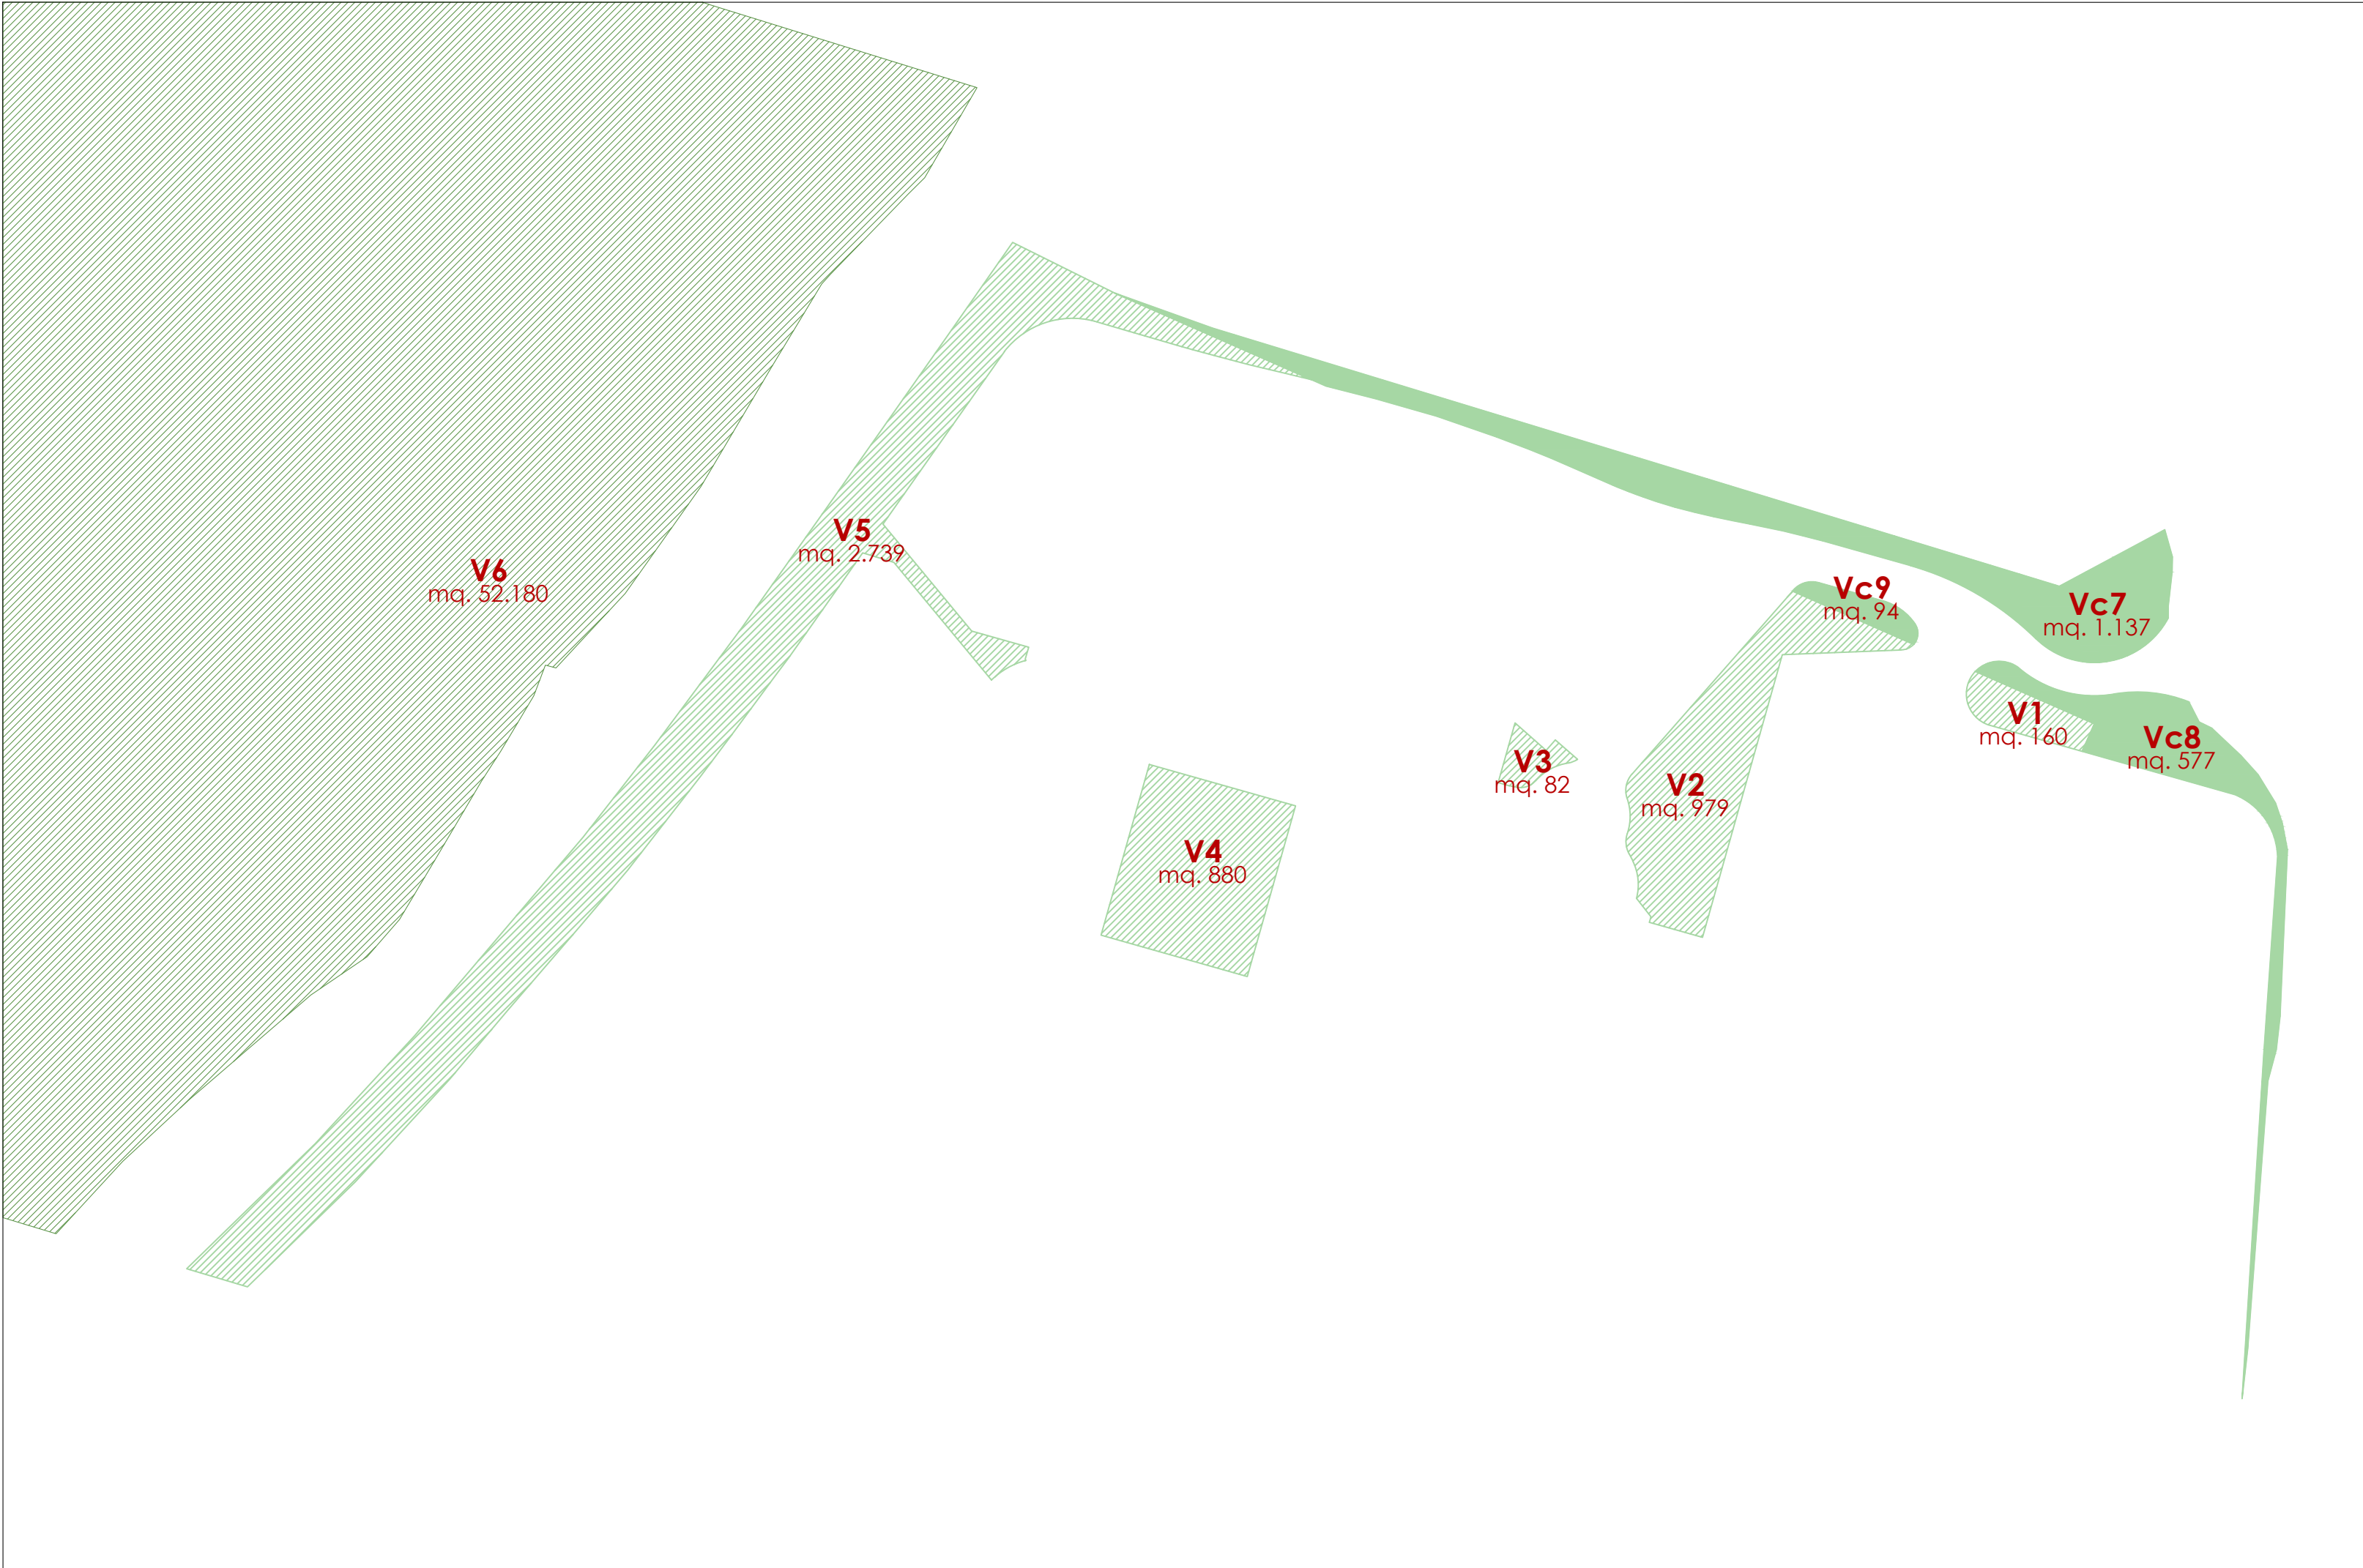 V5
mq. 2.739
V6
mq. 52.180
Vc9
mq. 94
Vc7
mq. 1.137
V1
mq. 160
Vc8
mq. 577
V3
mq. 82
V2
mq. 979
V4
mq. 880